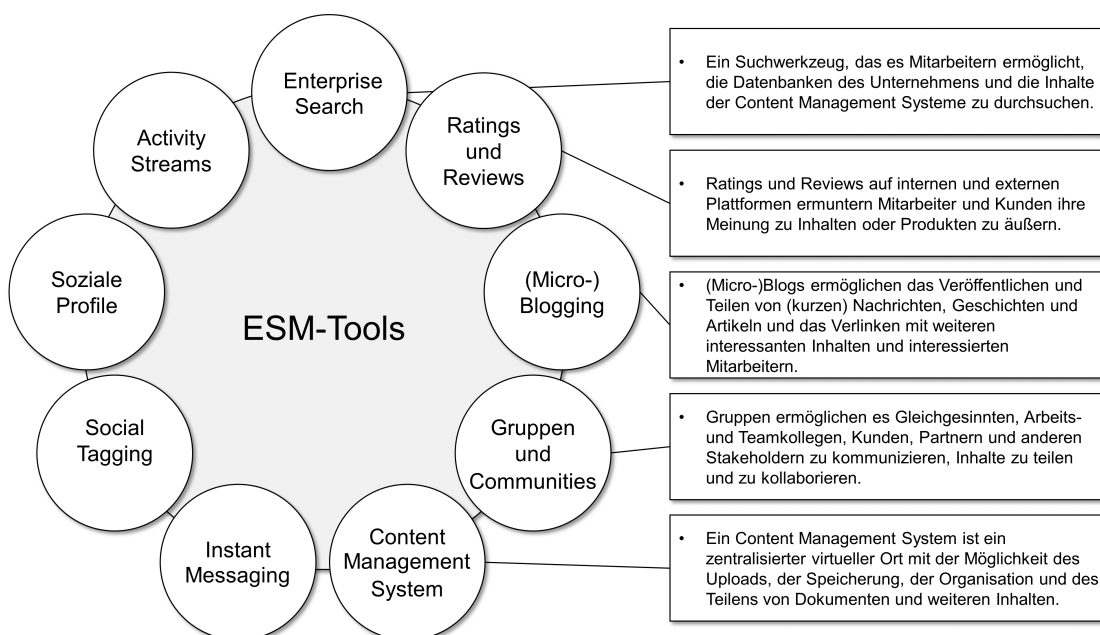 Enterprise
Search
Activity
Streams
Ratings
und
Reviews
Soziale
Profile
(Micro-)
Blogging
ESM-Tools
Social
Tagging
Gruppen
und
Communities
Instant
Messaging
Content
Management
System
• Ein Suchwerkzeug, das es Mitarbeitern ermöglicht,
die Datenbanken des Unternehmens und die Inhalte
der Content Management Systeme zu durchsuchen.
• Ratings und Reviews auf internen und externen
Plattformen ermuntern Mitarbeiter und Kunden ihre
Meinung zu Inhalten oder Produkten zu äußern.
• (Micro-)Blogs ermöglichen das Veröffentlichen und
Teilen von (kurzen) Nachrichten, Geschichten und
Artikeln und das Verlinken mit weiteren
interessanten Inhalten und interessierten
Mitarbeitern.
• Gruppen ermöglichen es Gleichgesinnten, Arbeits-
und Teamkollegen, Kunden, Partnern und anderen
Stakeholdern zu kommunizieren, Inhalte zu teilen
und zu kollaborieren.
• Ein Content Management System ist ein
zentralisierter virtueller Ort mit der Möglichkeit des
Uploads, der Speicherung, der Organisation und des
Teilens von Dokumenten und weiteren Inhalten.